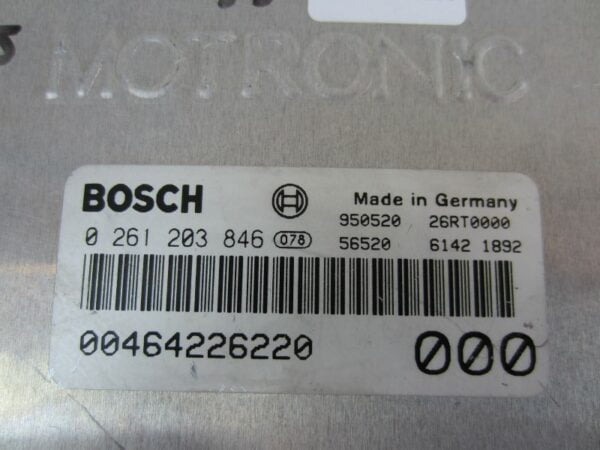 MOTRONIC
BOSCH Made in Germany
950520 26RT0000
0 261 203 846 078 56520 6142 1892
00464226220 000